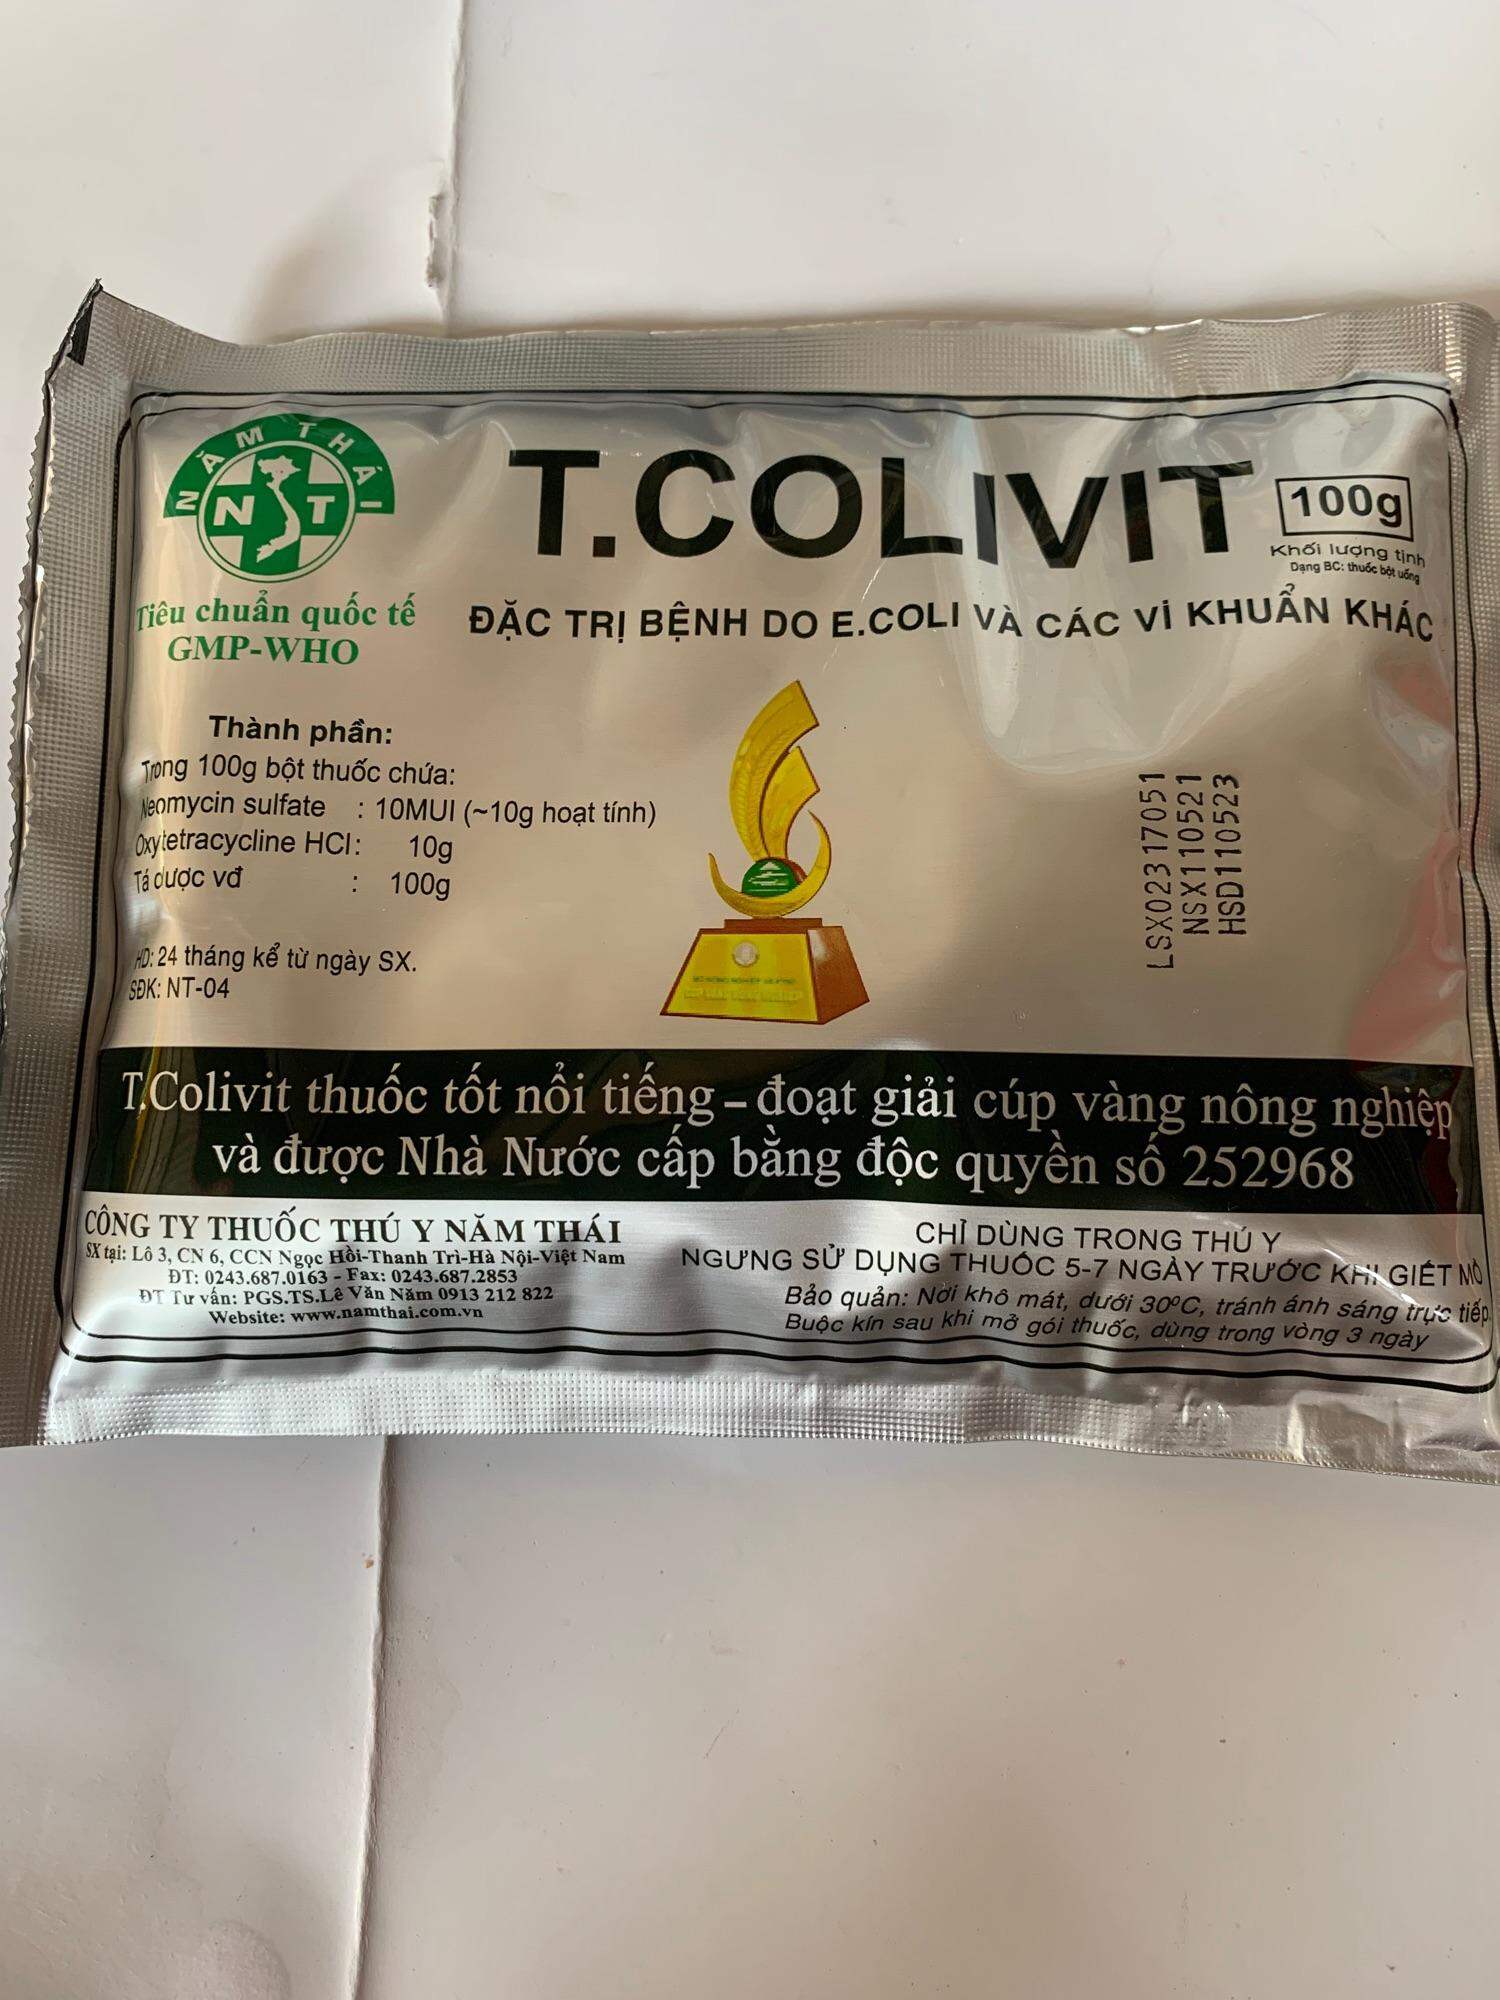 NĂM THÁI
N T
T.COLIVIT
100g
Khối lượng tịnh
Dạng BC: thuốc bột uống
Tiêu chuẩn quốc tế
GMP-WHO
ĐẶC TRỊ BỆNH DO E.COLI VÀ CÁC VI KHUẨN KHÁC
Thành phần:
Trong 100g bột thuốc chứa:
Neomycin sulfate : 10MUI (~10g hoạt tính)
Oxytetracycline HCl: 10g
Tá dược vđ : 100g
HD: 24 tháng kể từ ngày SX.
SĐK: NT-04
LSX0231705​1
NSX110521
HSD110523
T.Colivit thuốc tốt nổi tiếng – đoạt giải cúp vàng nông nghiệp
và được Nhà Nước cấp bằng độc quyền số 252968
CÔNG TY THUỐC THÚ Y NĂM THÁI
SX tại: Lô 3, CN 6, CCN Ngọc Hồi-Thanh Trì-Hà Nội-Việt Nam
ĐT: 0243.687.0163 - Fax: 0243.687.2853
ĐT Tư vấn: PGS.TS.Lê Văn Năm 0913 212 822
Website: www.namthai.com.vn
CHỈ DÙNG TRONG THÚ Y
NGƯNG SỬ DỤNG THUỐC 5-7 NGÀY TRƯỚC KHI GIẾT MỔ
Bảo quản: Nơi khô mát, dưới 30ºC, tránh ánh sáng trực tiếp.
Buộc kín sau khi mở gói thuốc, dùng trong vòng 3 ngày